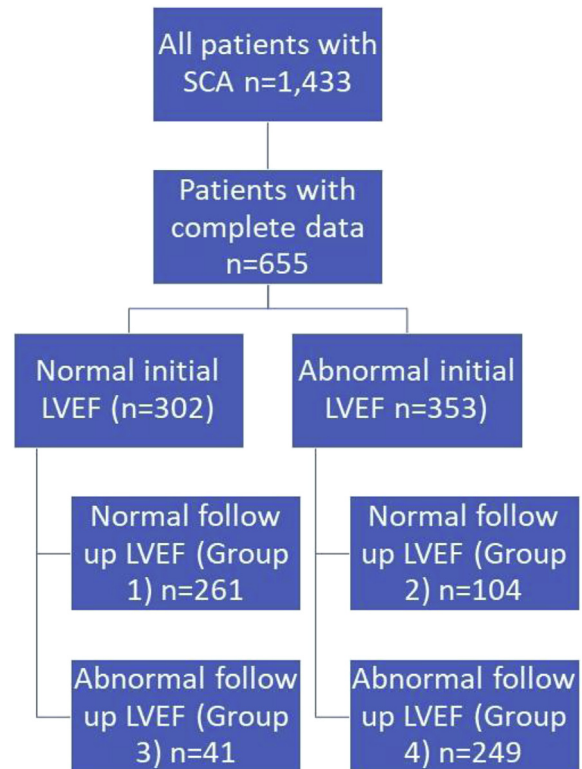 All patients with
SCA n=1,433
Patients with
complete data
n=655
Normal initial
LVEF (n=302)
Abnormal initial
LVEF n=353)
Normal follow
up LVEF (Group
1) n=261
Normal follow
up LVEF (Group
2) n=104
Abnormal follow
up LVEF (Group
3) n=41
Abnormal follow
up LVEF (Group
4) n=249